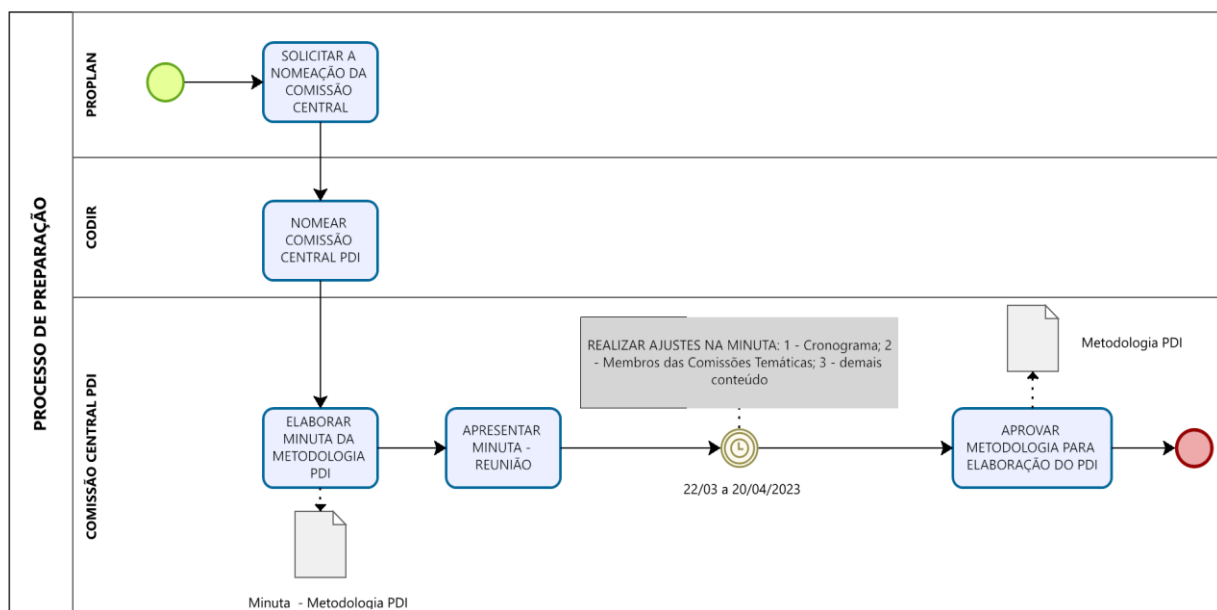 PROCESSO DE PREPARAÇÃO
PROPLAN
SOLICITAR A
NOMEAÇÃO DA
COMISSÃO
CENTRAL
CODIR
NOMEAR
COMISSÃO
CENTRAL PDI
COMISSÃO CENTRAL PDI
REALIZAR AJUSTES NA MINUTA: 1 - Cronograma; 2
- Membros das Comissões Temáticas; 3 - demais
conteúdo
Metodologia PDI
ELABORAR
MINUTA DA
METODOLOGIA
PDI
APRESENTAR
MINUTA -
REUNIÃO
22/03 a 20/04/2023
APROVAR
METODOLOGIA PARA
ELABORAÇÃO DO PDI
Minuta - Metodologia PDI